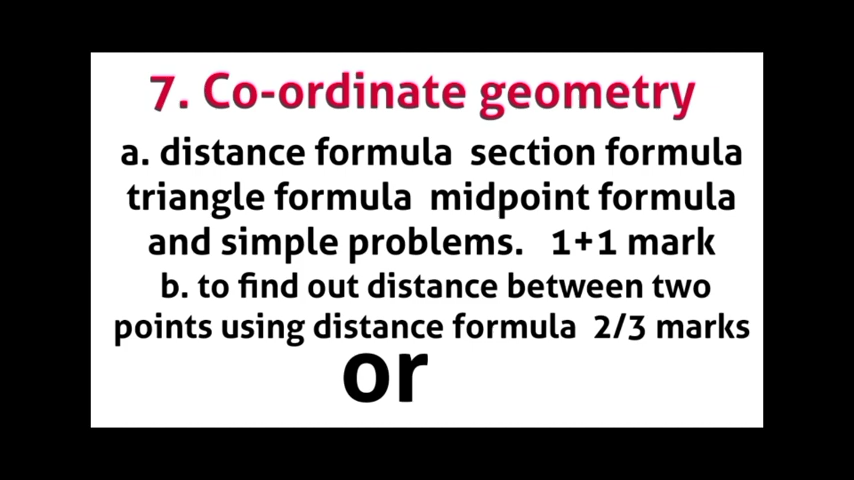 7. Co-ordinate geometry
a. distance formula section formula
triangle formula midpoint formula
and simple problems. 1+1 mark
b. to find out distance between two
points using distance formula 2/3 marks
or